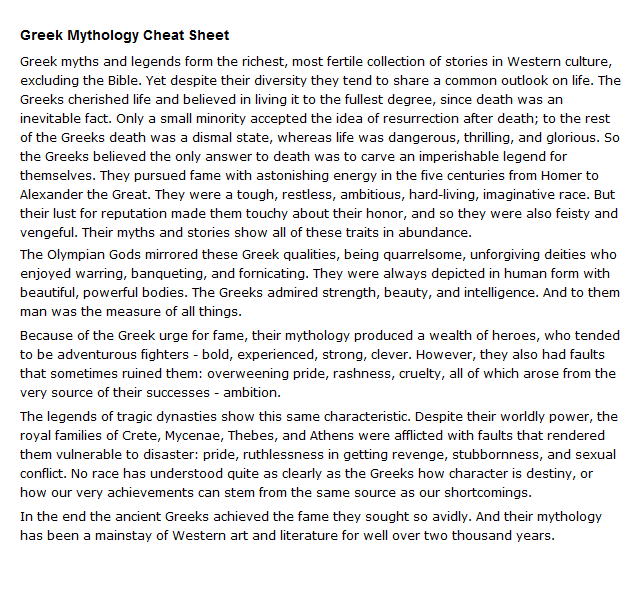 Greek Mythology Cheat Sheet
Greek myths and legends form the richest, most fertile collection of stories in Western culture,
excluding the Bible. Yet despite their diversity they tend to share a common outlook on life. The
Greeks cherished life and believed in living it to the fullest degree, since death was an
inevitable fact. Only a small minority accepted the idea of resurrection after death; to the rest
of the Greeks death was a dismal state, whereas life was dangerous, thrilling, and glorious. So
the Greeks believed the only answer to death was to carve an imperishable legend for
themselves. They pursued fame with astonishing energy in the five centuries from Homer to
Alexander the Great. They were a tough, restless, ambitious, hard-living, imaginative race. But
their lust for reputation made them touchy about their honor, and so they were also feisty and
vengeful. Their myths and stories show all of these traits in abundance.
The Olympian Gods mirrored these Greek qualities, being quarrelsome, unforgiving deities who
enjoyed warring, banqueting, and fornicating. They were always depicted in human form with
beautiful, powerful bodies. The Greeks admired strength, beauty, and intelligence. And to them
man was the measure of all things.
Because of the Greek urge for fame, their mythology produced a wealth of heroes, who tended
to be adventurous fighters - bold, experienced, strong, clever. However, they also had faults
that sometimes ruined them: overweening pride, rashness, cruelty, all of which arose from the
very source of their successes - ambition.
The legends of tragic dynasties show this same characteristic. Despite their worldly power, the
royal families of Crete, Mycenae, Thebes, and Athens were afflicted with faults that rendered
them vulnerable to disaster: pride, ruthlessness in getting revenge, stubbornness, and sexual
conflict. No race has understood quite as clearly as the Greeks how character is destiny, or
how our very achievements can stem from the same source as our shortcomings.
In the end the ancient Greeks achieved the fame they sought so avidly. And their mythology
has been a mainstay of Western art and literature for well over two thousand years.